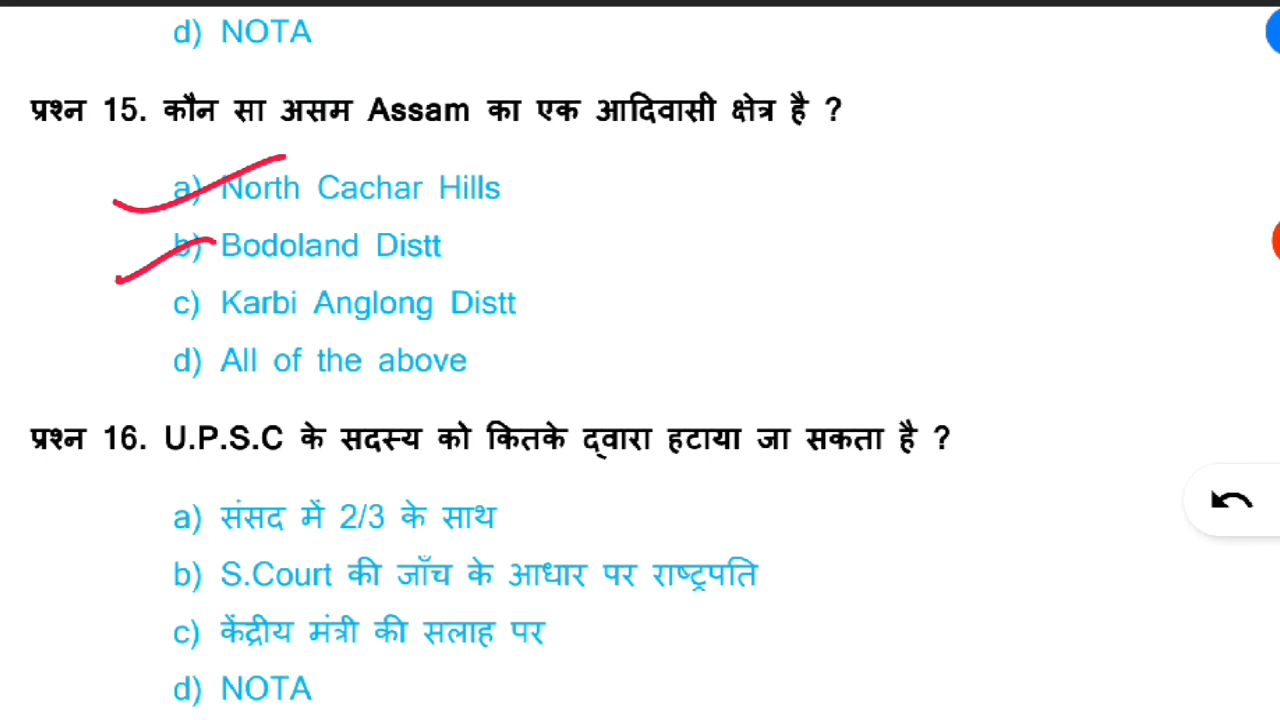 d) NOTA
प्रश्न 15. कौन सा असम Assam का एक आदिवासी क्षेत्र है ?
a) North Cachar Hills
b) Bodoland Distt
c) Karbi Anglong Distt
d) All of the above
प्रश्न 16. U.P.S.C के सदस्य को कितके द्वारा हटाया जा सकता है ?
a) संसद में 2/3 के साथ
b) S.Court की जाँच के आधार पर राष्ट्रपति
c) केंद्रीय मंत्री की सलाह पर
d) NOTA